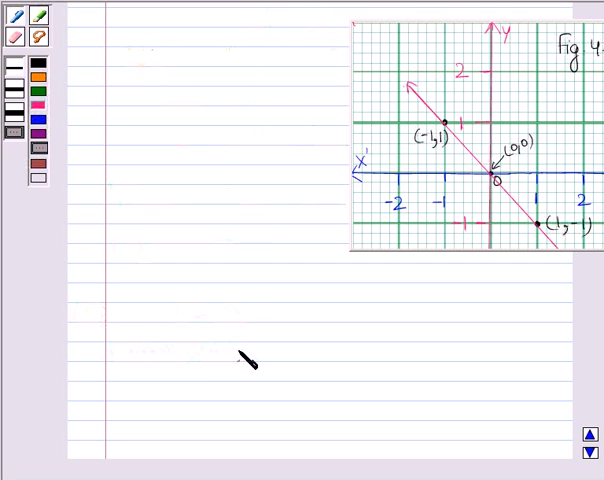 Fig. 4.
Y
2
(-1,1) 1
(0,0)
X'
0
-2 -1 1 2
-1 (1,-1)